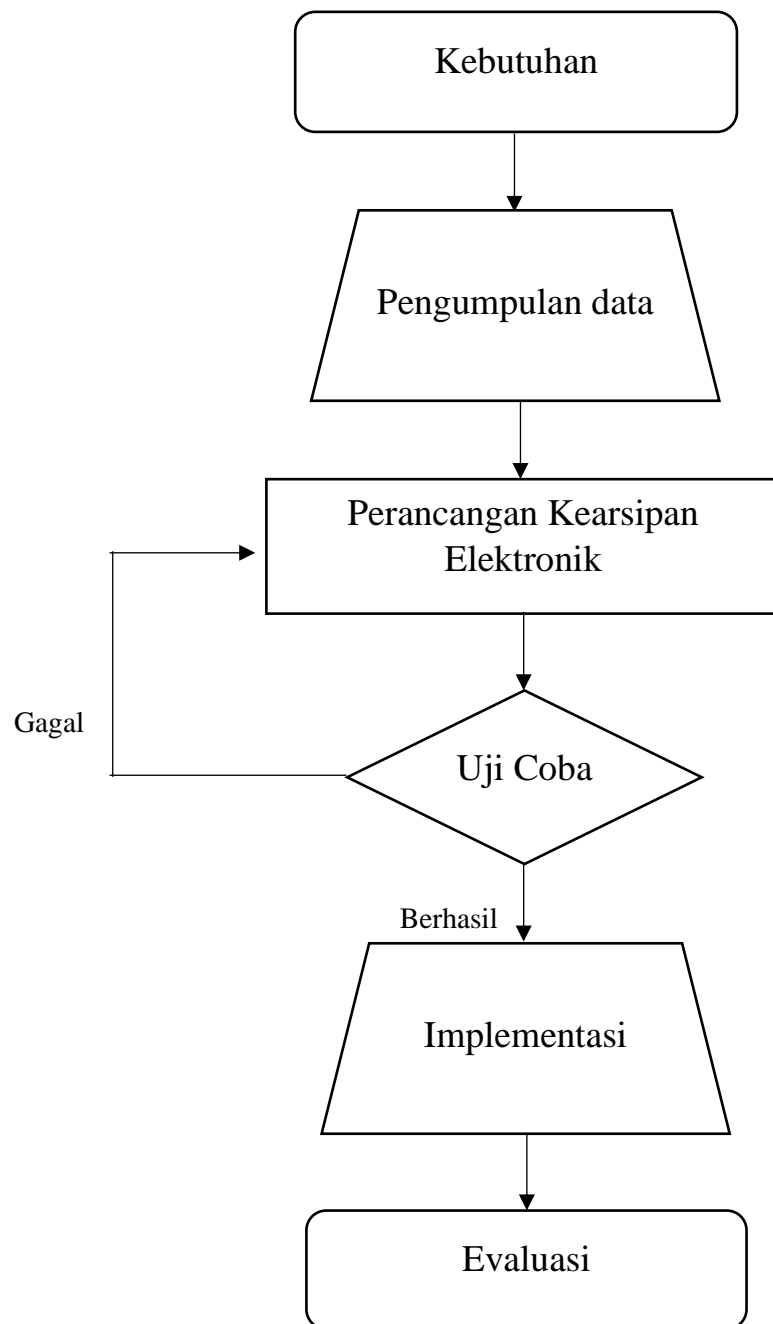 Kebutuhan
Pengumpulan data
Perancangan Kearsipan
Elektronik
Gagal
Uji Coba
Berhasil
Implementasi
Evaluasi